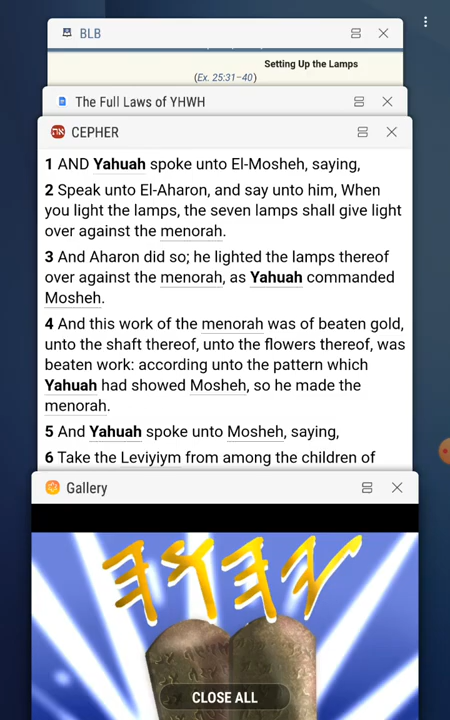 BLB
Setting Up the Lamps
(Ex. 25:31–40)
The Full Laws of YHWH
את CEPHER
1 AND Yahuah spoke unto El-Mosheh, saying,
2 Speak unto El-Aharon, and say unto him, When
you light the lamps, the seven lamps shall give light
over against the menorah.
3 And Aharon did so; he lighted the lamps thereof
over against the menorah, as Yahuah commanded
Mosheh.
4 And this work of the menorah was of beaten gold,
unto the shaft thereof, unto the flowers thereof, was
beaten work: according unto the pattern which
Yahuah had showed Mosheh, so he made the
menorah.
5 And Yahuah spoke unto Mosheh, saying,
6 Take the Leviyiym from among the children of
Gallery
𐤄𐤅𐤄𐤉
CLOSE ALL